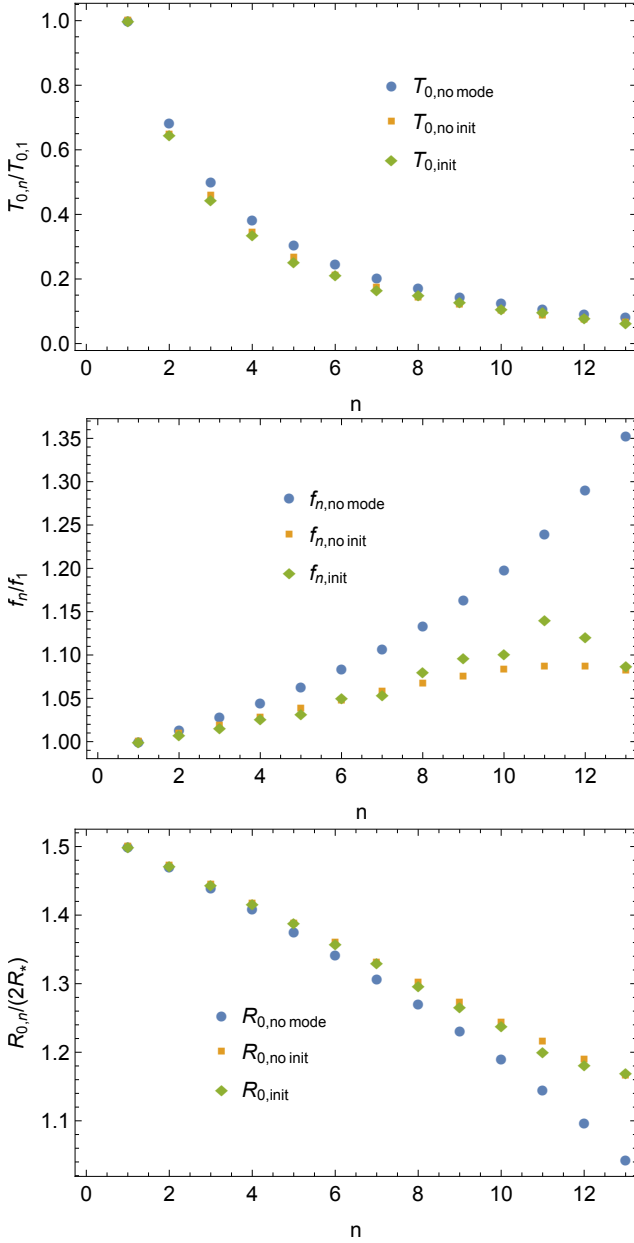 T0,n/T0,1
1.0
0.8
0.6
0.4
0.2
0.0
T0,no mode
T0,no init
T0,init
0 2 4 6 8 10 12
n
fn/f1
1.35
1.30
1.25
1.20
1.15
1.10
1.05
1.00
fn,no mode
fn,no init
fn,init
0 2 4 6 8 10 12
n
R0,n/(2R*)
1.5
1.4
1.3
1.2
1.1
R0,no mode
R0,no init
R0,init
0 2 4 6 8 10 12
n